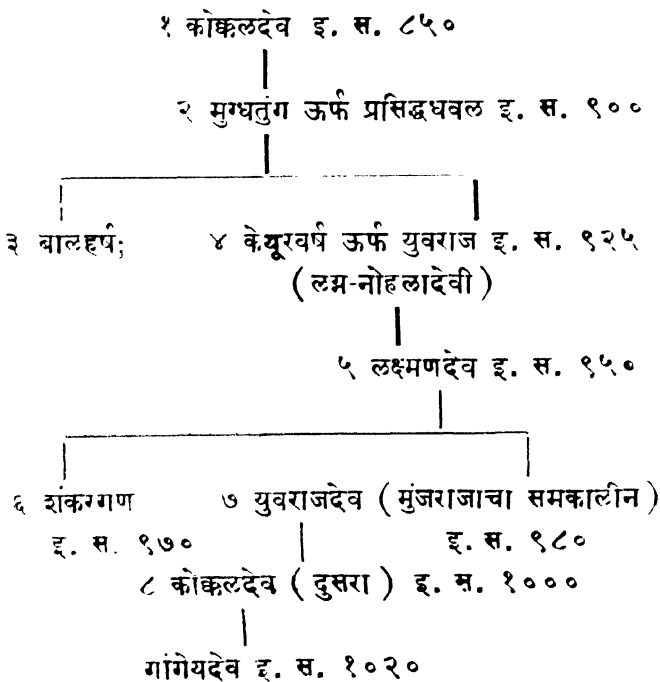 १ कोक्कलदेव इ. स. ८५०
२ मुग्धतुंग ऊर्फ प्रसिद्धधवल इ. स. ९००
३ बालहर्ष; ४ केयूरवर्ष ऊर्फ युवराज इ. स. ९२५
(लग्न-नोहलादेवी)
५ लक्ष्मणदेव इ. स. ९५०
६ शंकरगण ७ युवराजदेव (मुंजराजाचा समकालीन)
इ. स. ९७० इ. स. ९८०
८ कोक्कलदेव (दुसरा) इ. स. १०००
गांगेयदेव इ. स. १०२०